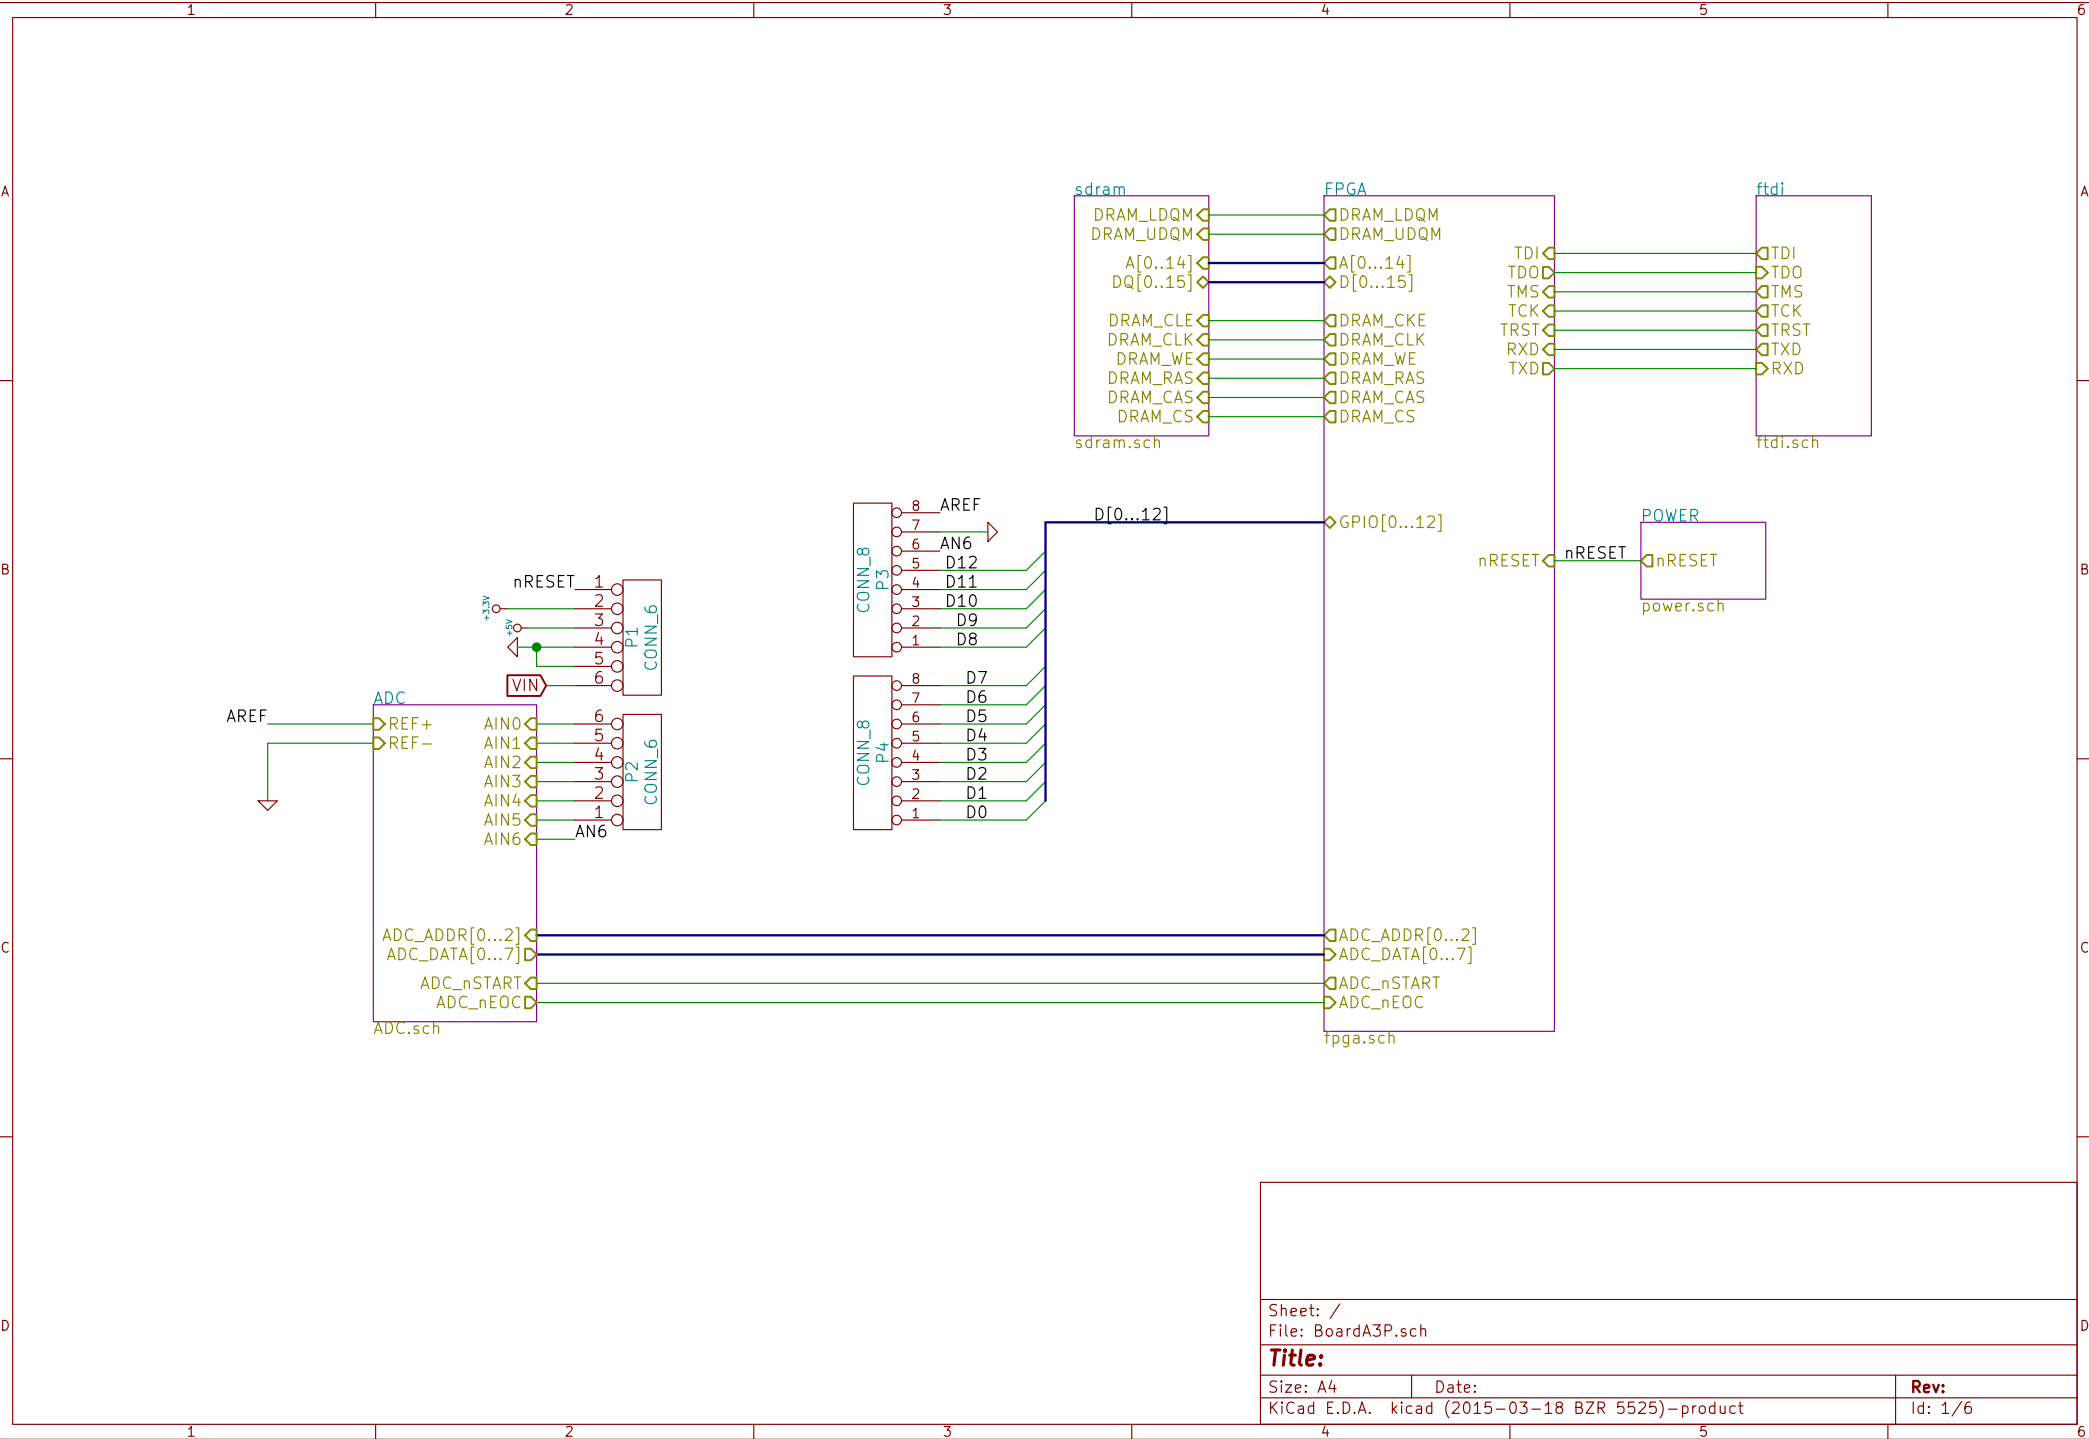 1 2 3 4 5 6
A A
B B
C C
D D
sdram
DRAM_LDQM
DRAM_UDQM
A[0..14]
DQ[0..15]
DRAM_CLE
DRAM_CLK
DRAM_WE
DRAM_RAS
DRAM_CAS
DRAM_CS
sdram.sch
FPGA
DRAM_LDQM
DRAM_UDQM
A[0...14]
D[0...15]
DRAM_CKE
DRAM_CLK
DRAM_WE
DRAM_RAS
DRAM_CAS
DRAM_CS
TDI
TDO
TMS
TCK
TRST
RXD
TXD
GPIO[0...12]
nRESET
ADC_ADDR[0...2]
ADC_DATA[0...7]
ADC_nSTART
ADC_nEOC
fpga.sch
ftdi
TDI
TDO
TMS
TCK
TRST
TXD
RXD
ftdi.sch
nRESET
POWER
nRESET
power.sch
D[0...12]
CONN_8
P3
8 AREF
7
6 AN6
5 D12
4 D11
3 D10
2 D9
1 D8
CONN_8
P4
8 D7
7 D6
6 D5
5 D4
4 D3
3 D2
2 D1
1 D0
nRESET 1
+3.3V 2
+5V 3
4
5
VIN 6
P1
CONN_6
6
5
4
3
2
1
P2
CONN_6
AN6
AREF
ADC
REF+
REF-
AIN0
AIN1
AIN2
AIN3
AIN4
AIN5
AIN6
ADC_ADDR[0...2]
ADC_DATA[0...7]
ADC_nSTART
ADC_nEOC
ADC.sch
Sheet: /
File: BoardA3P.sch
Title:
Size: A4 Date: Rev:
KiCad E.D.A. kicad (2015-03-18 BZR 5525)-product Id: 1/6
1 2 3 4 5 6